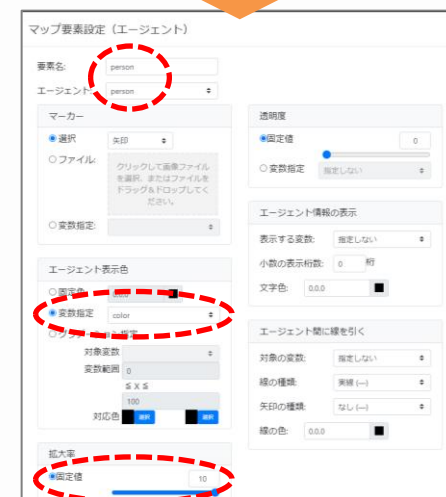 マップ要素設定（エージェント）
要素名: person
エージェント: person
マーカー
選択 矢印
ファイル: クリックして画像ファイル
を選択、またはファイルを
ドラッグ＆ドロップしてく
ださい。
変数指定:
エージェント表示色
固定色 0,0,0
変数指定 color
対象変数
変数範囲 0
≦ X ≦
100
対応色 選択 選択
拡大率
固定値 10
透明度
固定値 0
変数指定 指定しない
エージェント情報の表示
表示する変数: 指定しない
小数の表示桁数: 0 桁
文字色: 0,0,0
エージェント間に線を引く
対象の変数: 指定しない
線の種類: 実線 (―)
矢印の種類: なし (―)
線の色: 0,0,0